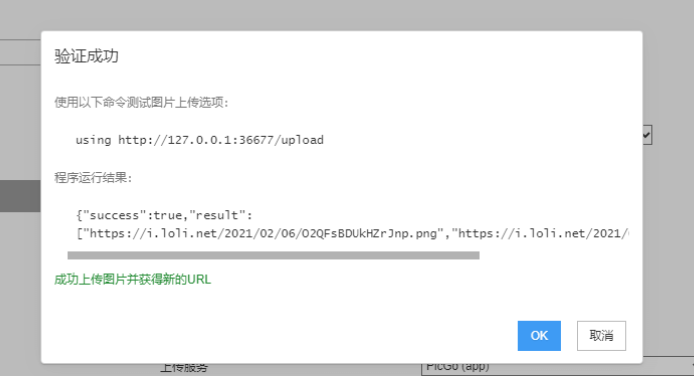 验证成功
使用以下命令测试图片上传选项:
using http://127.0.0.1:36677/upload
程序运行结果:
{"success":true,"result":
["https://i.loli.net/2021/02/06/O2QFsBDUkHZrJnp.png","https://i.loli.net/2021/
成功上传图片并获得新的URL
OK 取消
上传服务 PicGo (app)